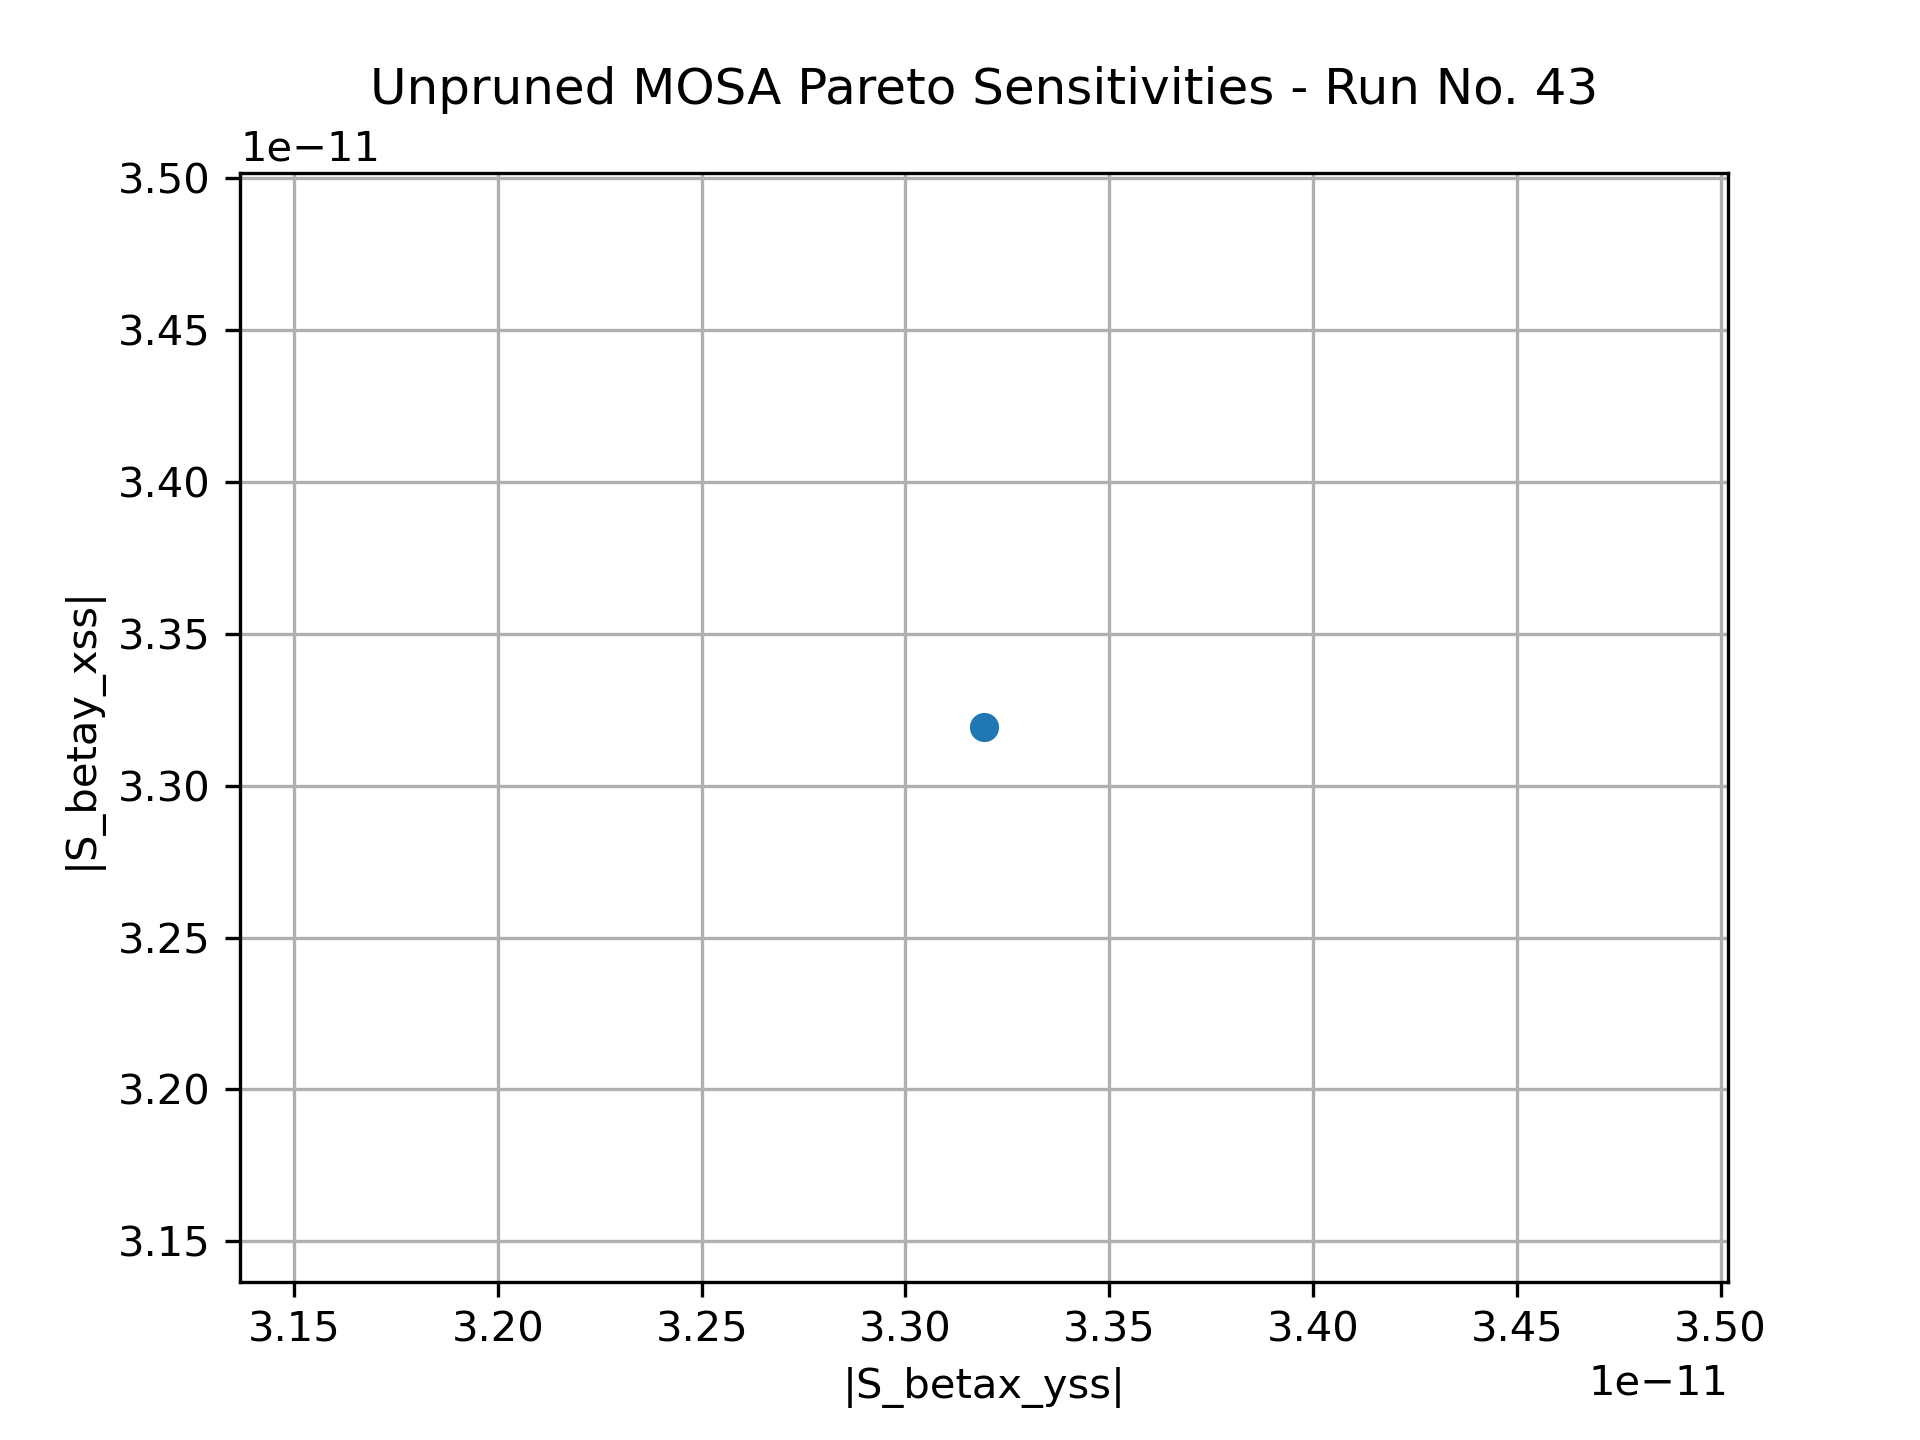 Unpruned MOSA Pareto Sensitivities - Run No. 43
1e−11
3.50
3.45
3.40
3.35
3.30
3.25
3.20
3.15
|S_betay_xss|
3.15 3.20 3.25 3.30 3.35 3.40 3.45 3.50
|S_betax_yss|
1e−11